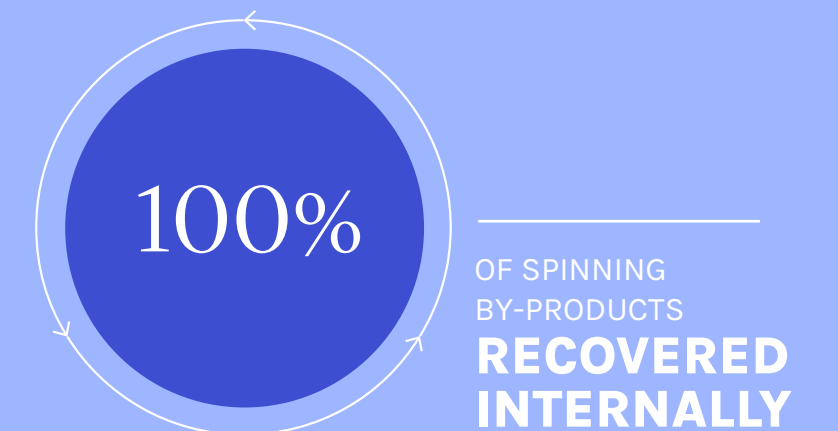 100%
OF SPINNING
BY-PRODUCTS
RECOVERED
INTERNALLY